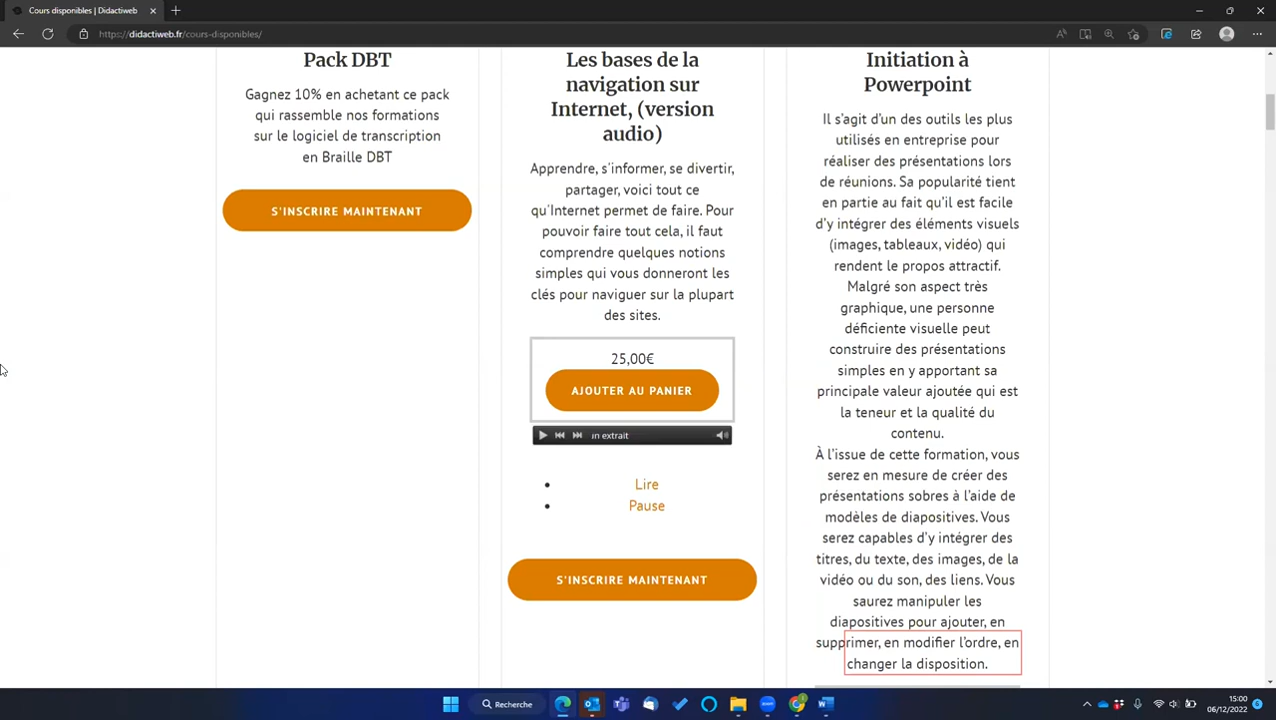 Cours disponibles | Didactiweb
https://didactiweb.fr/cours-disponibles/
Pack DBT
Gagnez 10% en achetant ce pack
qui rassemble nos formations
sur le logiciel de transcription
en Braille DBT
S'INSCRIRE MAINTENANT
Les bases de la
navigation sur
Internet, (version
audio)
Apprendre, s'informer, se divertir,
partager, voici tout ce
qu'Internet permet de faire. Pour
pouvoir faire tout cela, il faut
comprendre quelques notions
simples qui vous donneront les
clés pour naviguer sur la plupart
des sites.
25,00€
AJOUTER AU PANIER
ın extrait
Lire
Pause
S'INSCRIRE MAINTENANT
Initiation à
Powerpoint
Il s'agit d'un des outils les plus
utilisés en entreprise pour
réaliser des présentations lors
de réunions. Sa popularité tient
en partie au fait qu'il est facile
d'y intégrer des éléments visuels
(images, tableaux, vidéo) qui
rendent le propos attractif.
Malgré son aspect très
graphique, une personne
déficiente visuelle peut
construire des présentations
simples en y apportant sa
principale valeur ajoutée qui est
la teneur et la qualité du
contenu.
À l'issue de cette formation, vous
serez en mesure de créer des
présentations sobres à l'aide de
modèles de diapositives. Vous
serez capables d'y intégrer des
titres, du texte, des images, de la
vidéo ou du son, des liens. Vous
saurez manipuler les
diapositives pour ajouter, en
supprimer, en modifier l'ordre, en
changer la disposition.
Recherche
15:00
06/12/2022